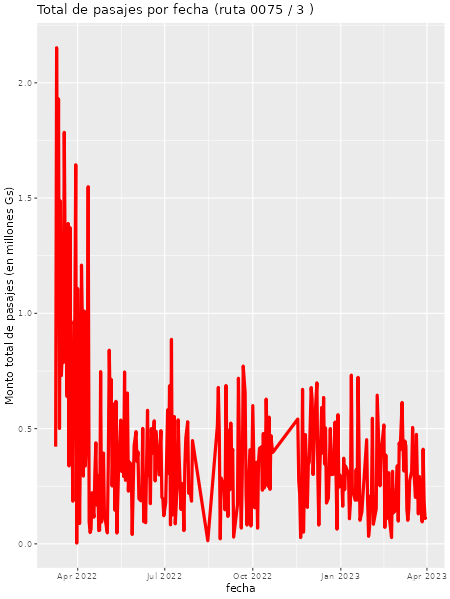 Total de pasajes por fecha (ruta 0075 / 3 )
Monto total de pasajes (en millones Gs)
2.0
1.5
1.0
0.5
0.0
Apr 2022 Jul 2022 Oct 2022 Jan 2023 Apr 2023
fecha